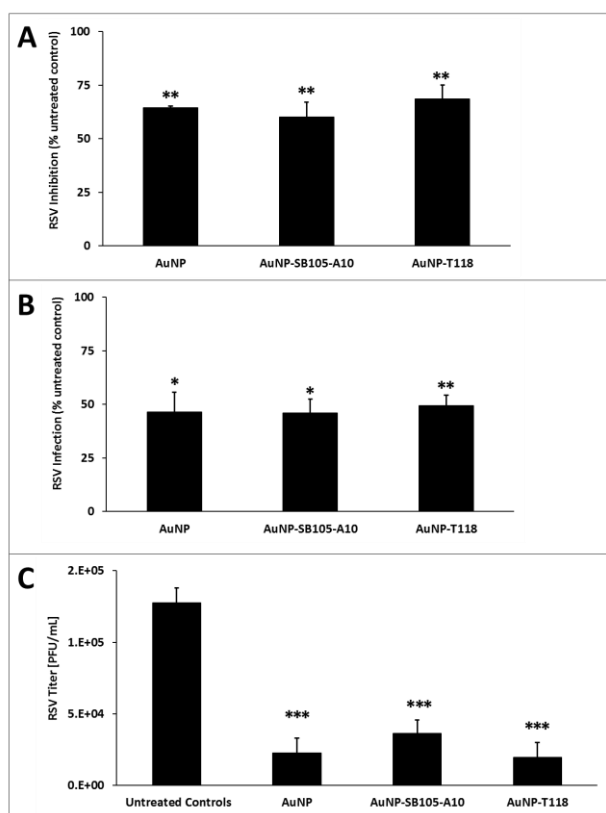 A
RSV Inhibition (% untreated control)
100
75
50
25
0
**
**
**
AuNP
AuNP-SB105-A10
AuNP-T118
B
RSV Infection (% untreated control)
100
75
50
25
0
*
*
**
AuNP
AuNP-SB105-A10
AuNP-T118
C
RSV Titer [PFU/mL]
2.E+05
1.E+05
5.E+04
0.E+00
***
***
***
Untreated Controls
AuNP
AuNP-SB105-A10
AuNP-T118